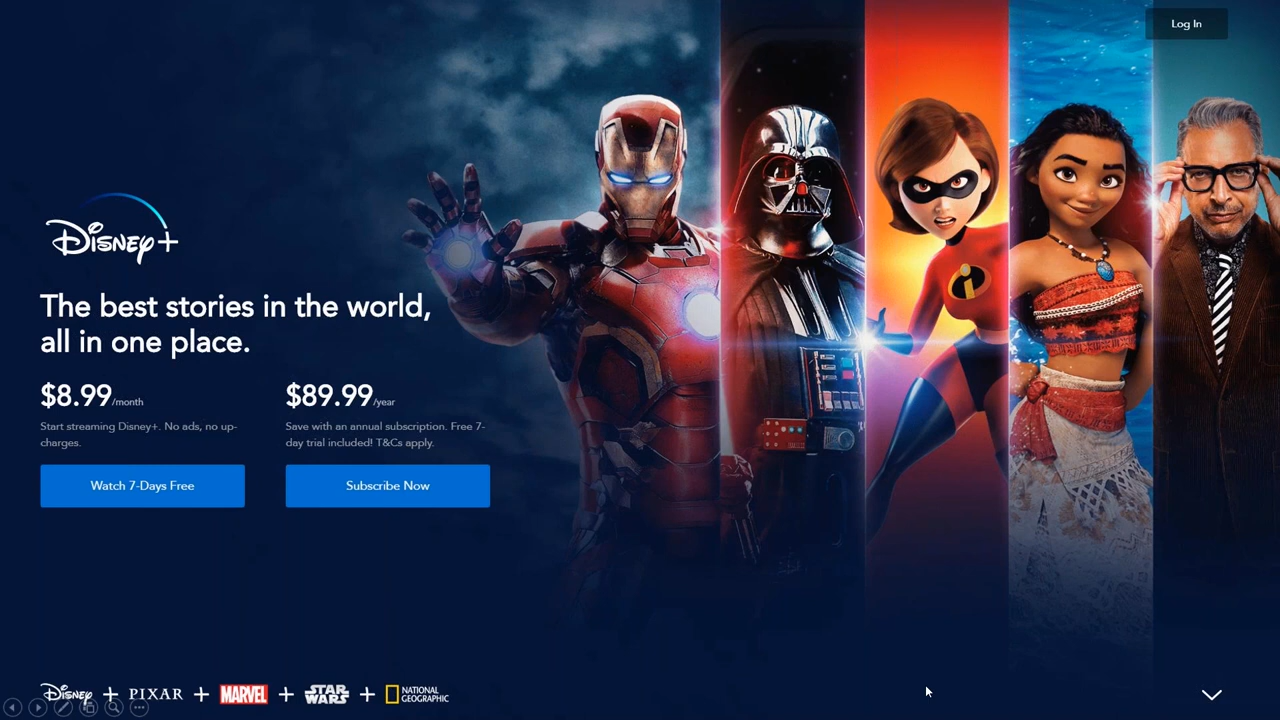 Log In
Disney+
The best stories in the world,
all in one place.
$8.99/month
Start streaming Disney+. No ads, no up-
charges.
Watch 7-Days Free
$89.99/year
Save with an annual subscription. Free 7-
day trial included! T&Cs apply.
Subscribe Now
Disney + PIXAR + MARVEL + STAR WARS + NATIONAL GEOGRAPHIC